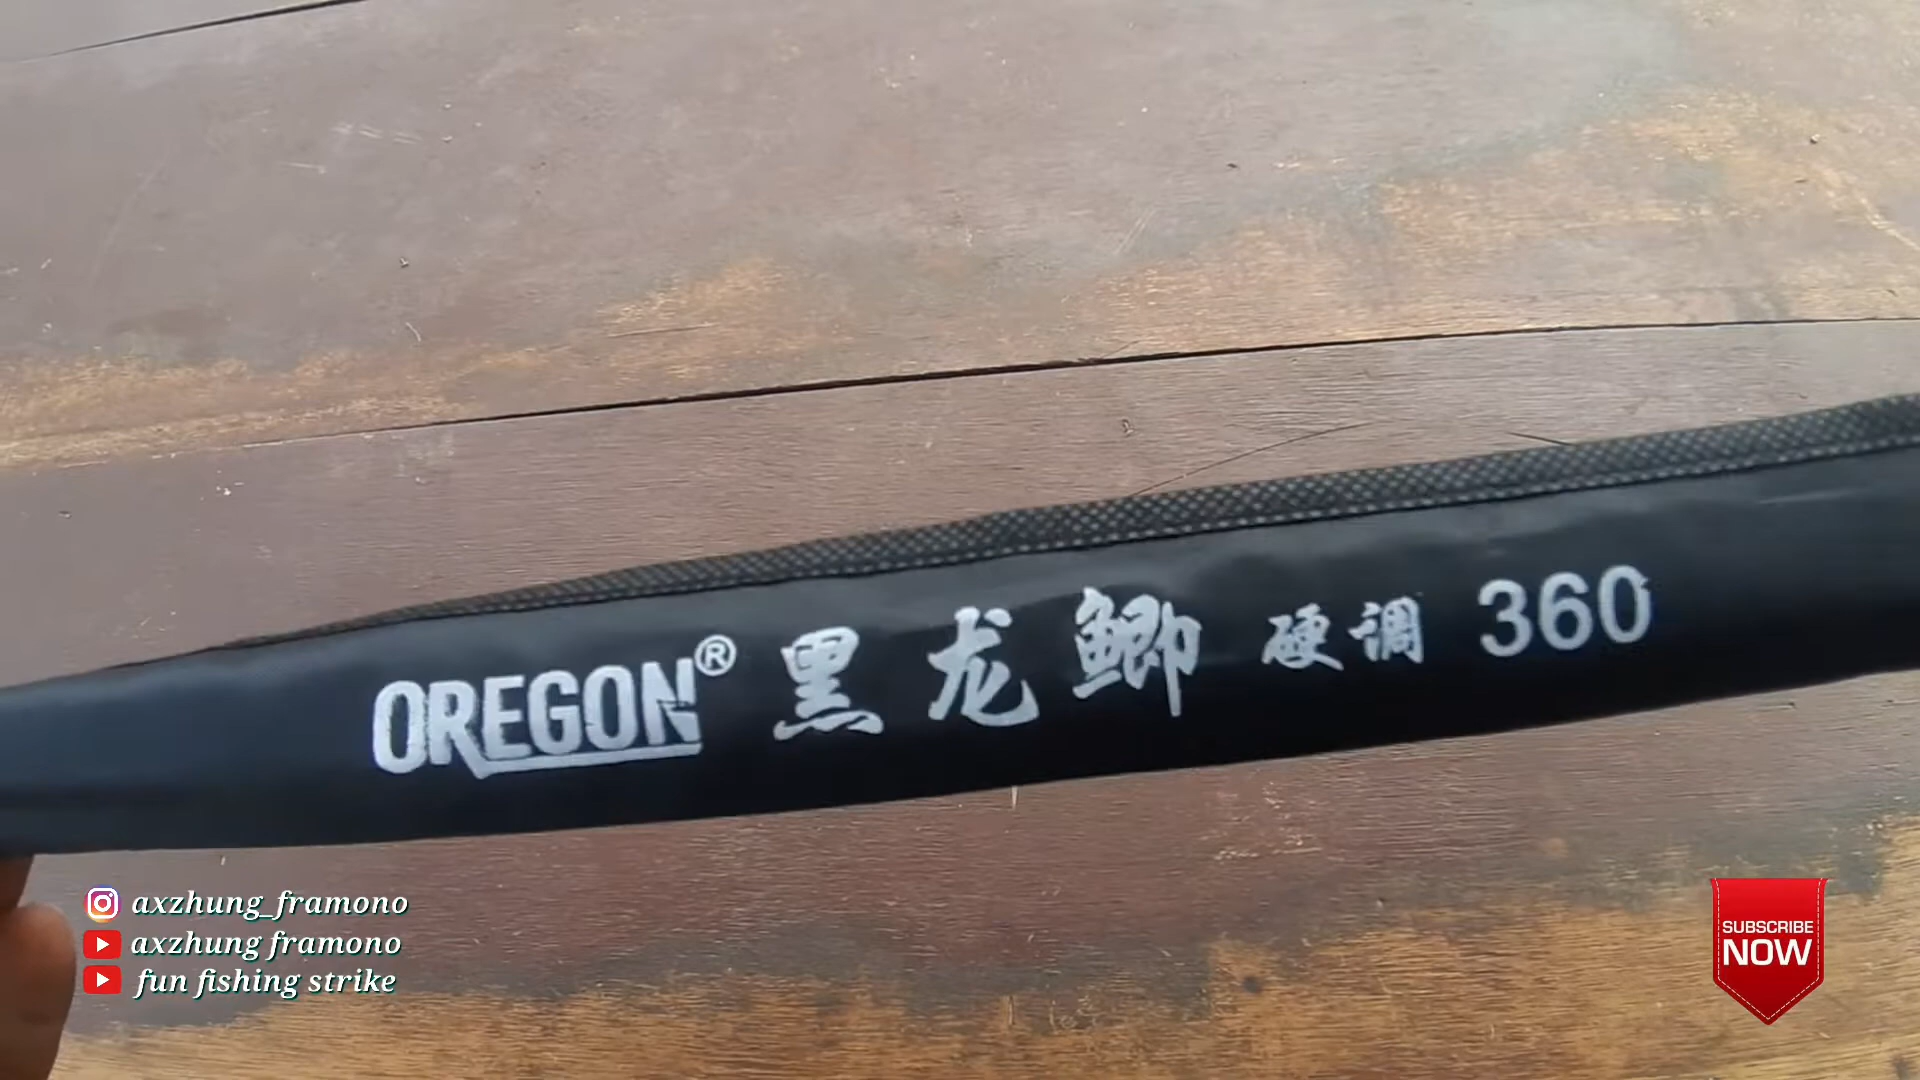 OREGON® 黑龙鲫 硬调 360
axzhung_framono
axzhung framono
fun fishing strike
SUBSCRIBE
NOW